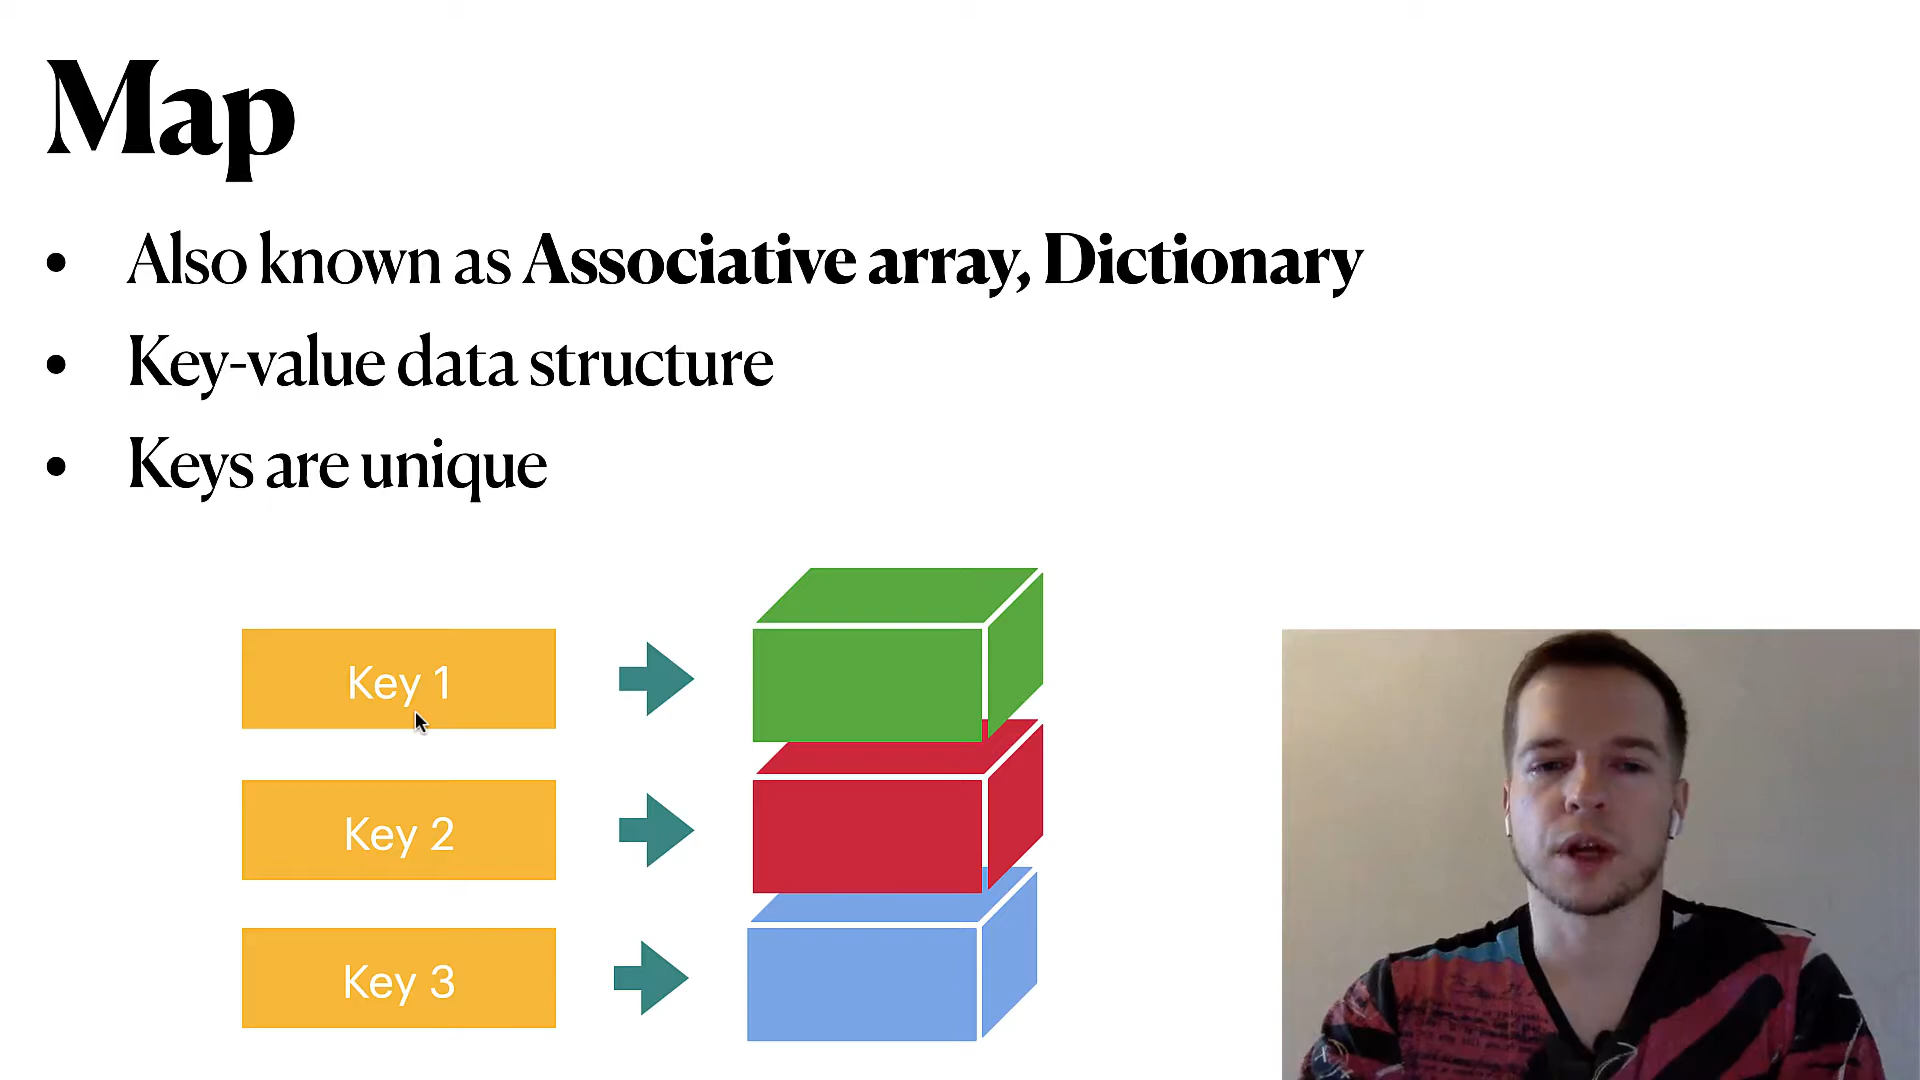 Map
• Also known as Associative array, Dictionary
• Key-value data structure
• Keys are unique
Key 1
Key 2
Key 3